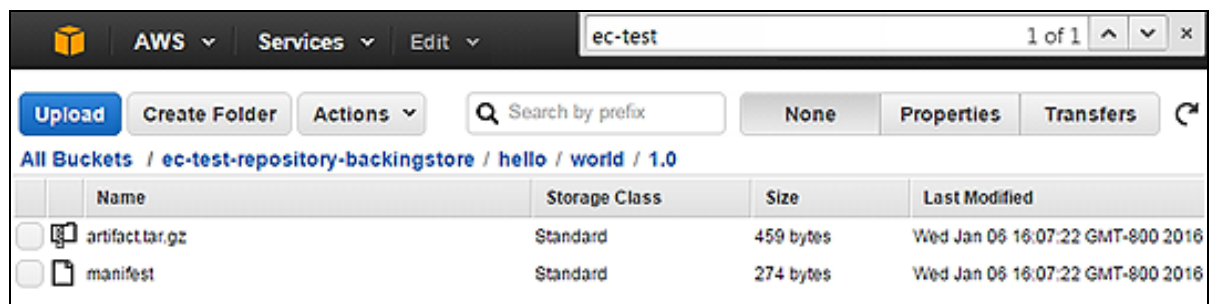 AWS Services Edit ec-test 1 of 1 ×
Upload Create Folder Actions Search by prefix None Properties Transfers
All Buckets / ec-test-repository-backingstore / hello / world / 1.0
Name Storage Class Size Last Modified
artifact.tar.gz Standard 459 bytes Wed Jan 06 16:07:22 GMT-800 2016
manifest Standard 274 bytes Wed Jan 06 16:07:22 GMT-800 2016